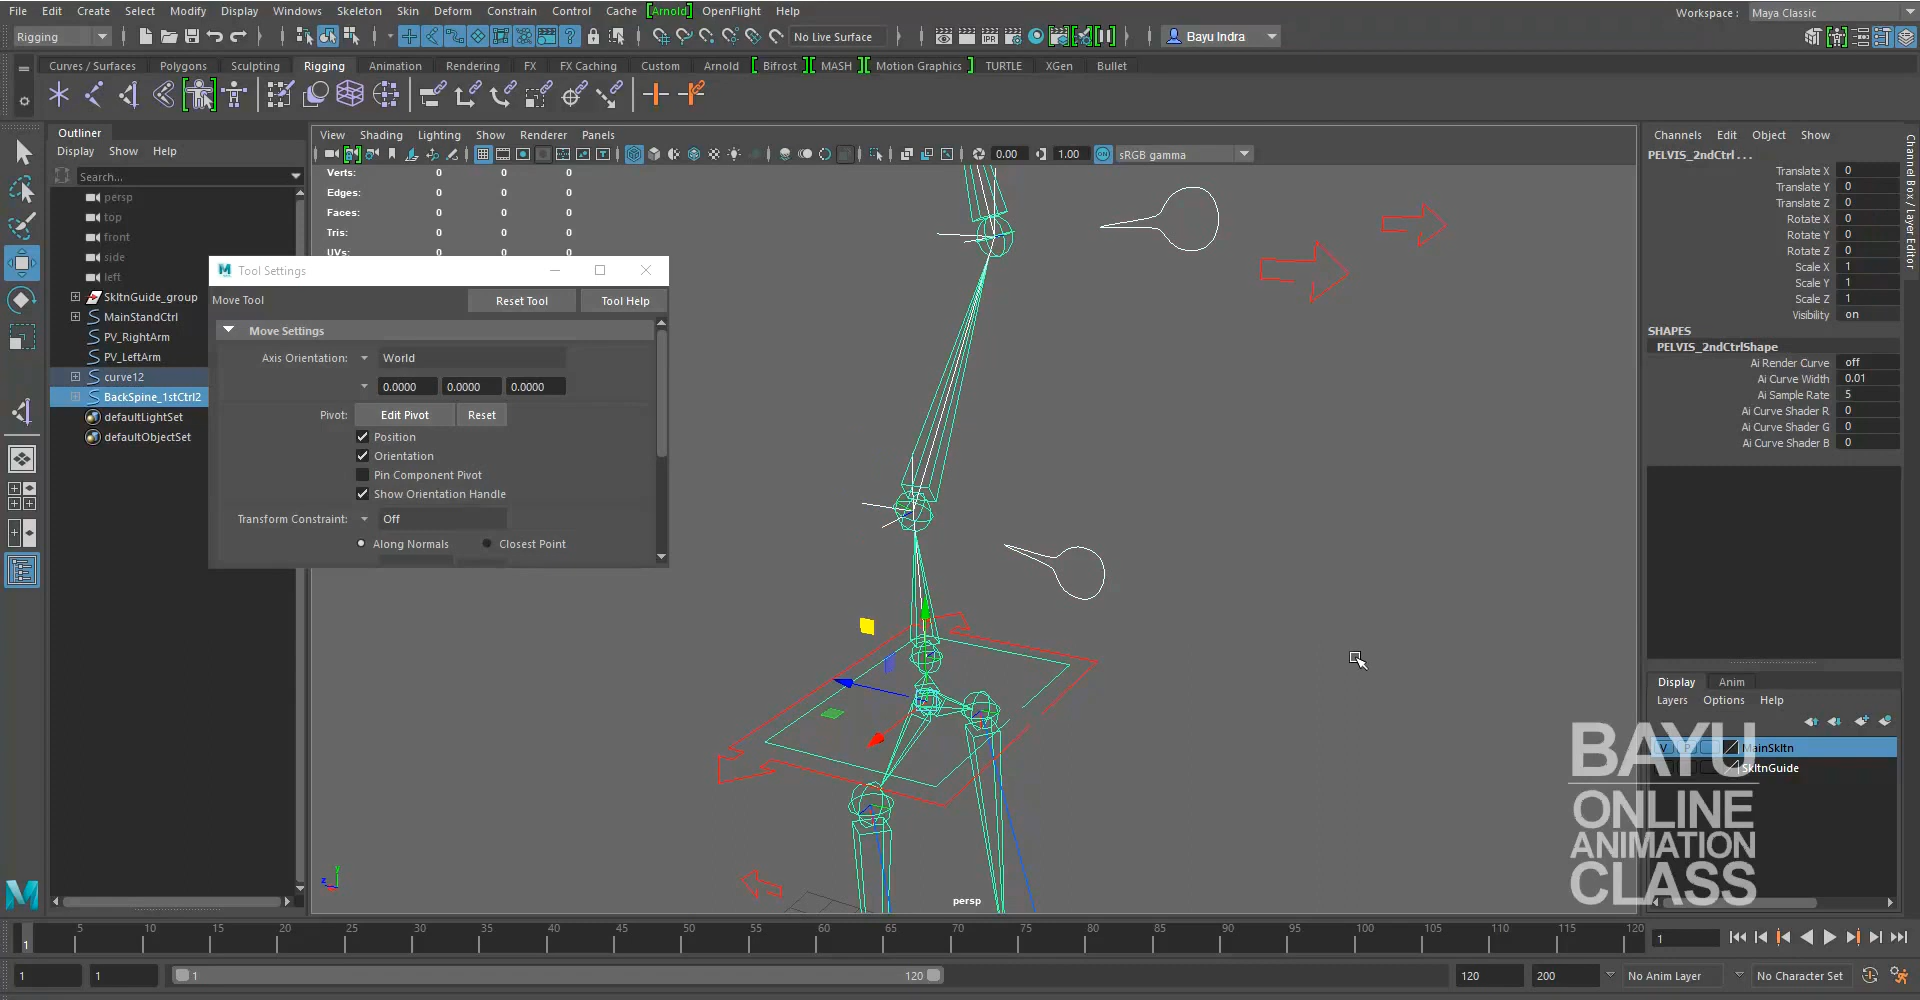 File Edit Create Select Modify Display Windows Skeleton Skin Deform Constrain Control Cache [Arnold] OpenFlight Help
Workspace : Maya Classic
Rigging
No Live Surface
Bayu Indra
Curves / Surfaces Polygons Sculpting Rigging Animation Rendering FX FX Caching Custom Arnold Bifrost MASH Motion Graphics TURTLE XGen Bullet
IPR
Outliner
Display Show Help
Search...
persp
top
front
side
left
SkltnGuide_group
MainStandCtrl
PV_RightArm
PV_LeftArm
curve12
BackSpine_1stCtrl2
defaultLightSet
defaultObjectSet
View Shading Lighting Show Renderer Panels
0.00 1.00 ON sRGB gamma
Verts: 0 0 0
Edges: 0 0 0
Faces: 0 0 0
Tris: 0 0 0
UVs: 0 0 0
Tool Settings
Move Tool
Reset Tool Tool Help
Move Settings
Axis Orientation: World
0.0000 0.0000 0.0000
Pivot: Edit Pivot Reset
Position
Orientation
Pin Component Pivot
Show Orientation Handle
Transform Constraint: Off
Along Normals Closest Point
y
z
persp
Channels Edit Object Show
PELVIS_2ndCtrl . . .
Translate X 0
Translate Y 0
Translate Z 0
Rotate X 0
Rotate Y 0
Rotate Z 0
Scale X 1
Scale Y 1
Scale Z 1
Visibility on
SHAPES
PELVIS_2ndCtrlShape
Ai Render Curve off
Ai Curve Width 0.01
Ai Sample Rate 5
Ai Curve Shader R 0
Ai Curve Shader G 0
Ai Curve Shader B 0
Channel Box / Layer Editor
Display Anim
Layers Options Help
V P MainSkltn
SkltnGuide
BAYU
ONLINE
ANIMATION
CLASS
1 5 10 15 20 25 30 35 40 45 50 55 60 65 70 75 80 85 90 95 100 105 110 115 120
1
1 1 1 120 120 200 No Anim Layer No Character Set